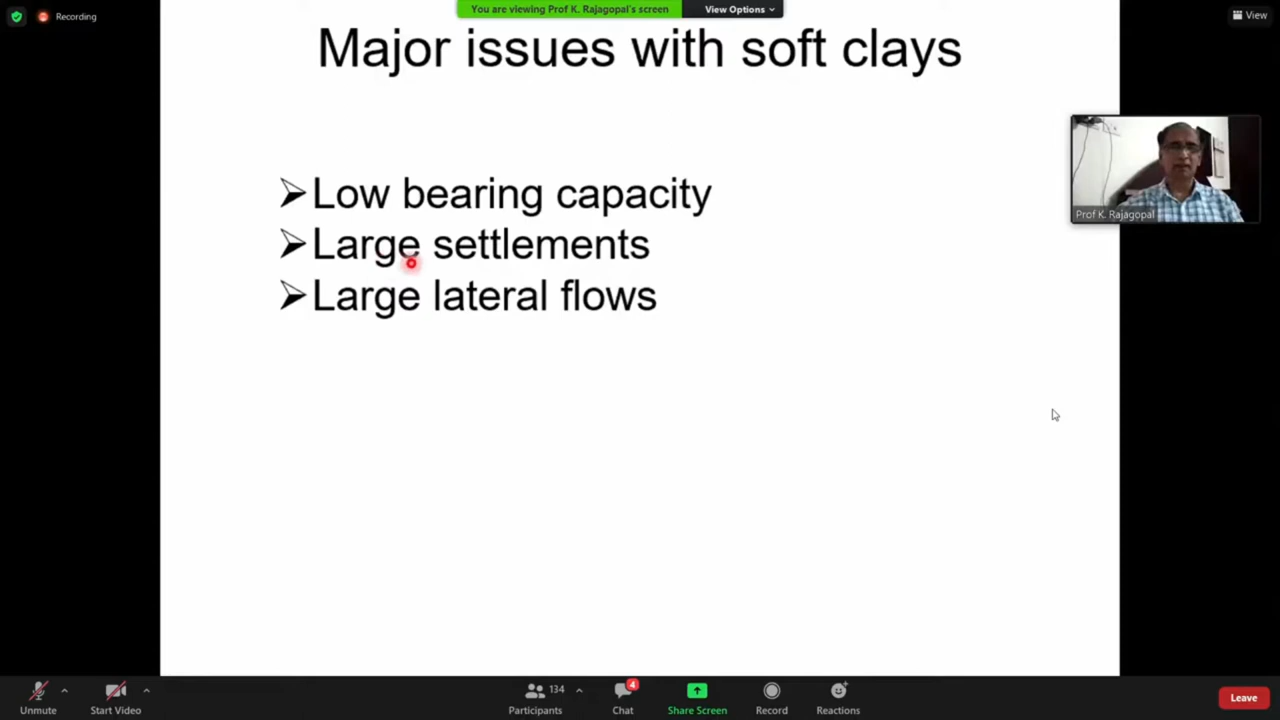 Recording
You are viewing Prof K. Rajagopal's screen
View Options
View
Major issues with soft clays
Low bearing capacity
Large settlements
Large lateral flows
Prof K. Rajagopal
Unmute
Start Video
134
Participants
4
Chat
Share Screen
Record
Reactions
Leave